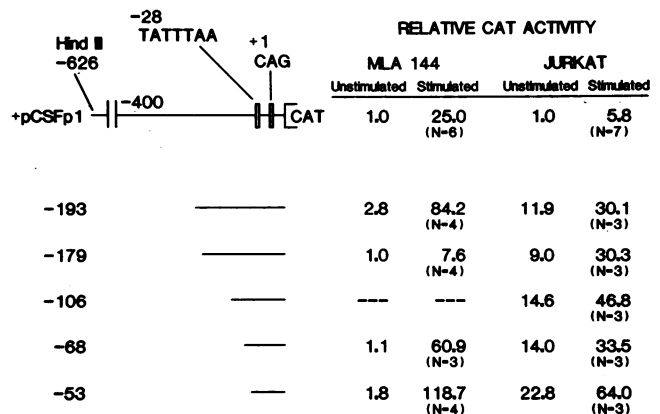 -28
TATTTAA
RELATIVE CAT ACTIVITY
Hind III
-626
+1
CAG
MLA 144 JURKAT
Unstimulated Stimulated Unstimulated Stimulated
+pCSFp1 -400 CAT 1.0 25.0 1.0 5.8
(N=6) (N=7)
-193 2.8 84.2 11.9 30.1
(N=4) (N=3)
-179 1.0 7.6 9.0 30.3
(N=4) (N=3)
-106 --- --- 14.6 46.8
(N=3)
-68 1.1 60.9 14.0 33.5
(N=3) (N=3)
-53 1.8 118.7 22.8 64.0
(N=4) (N=3)